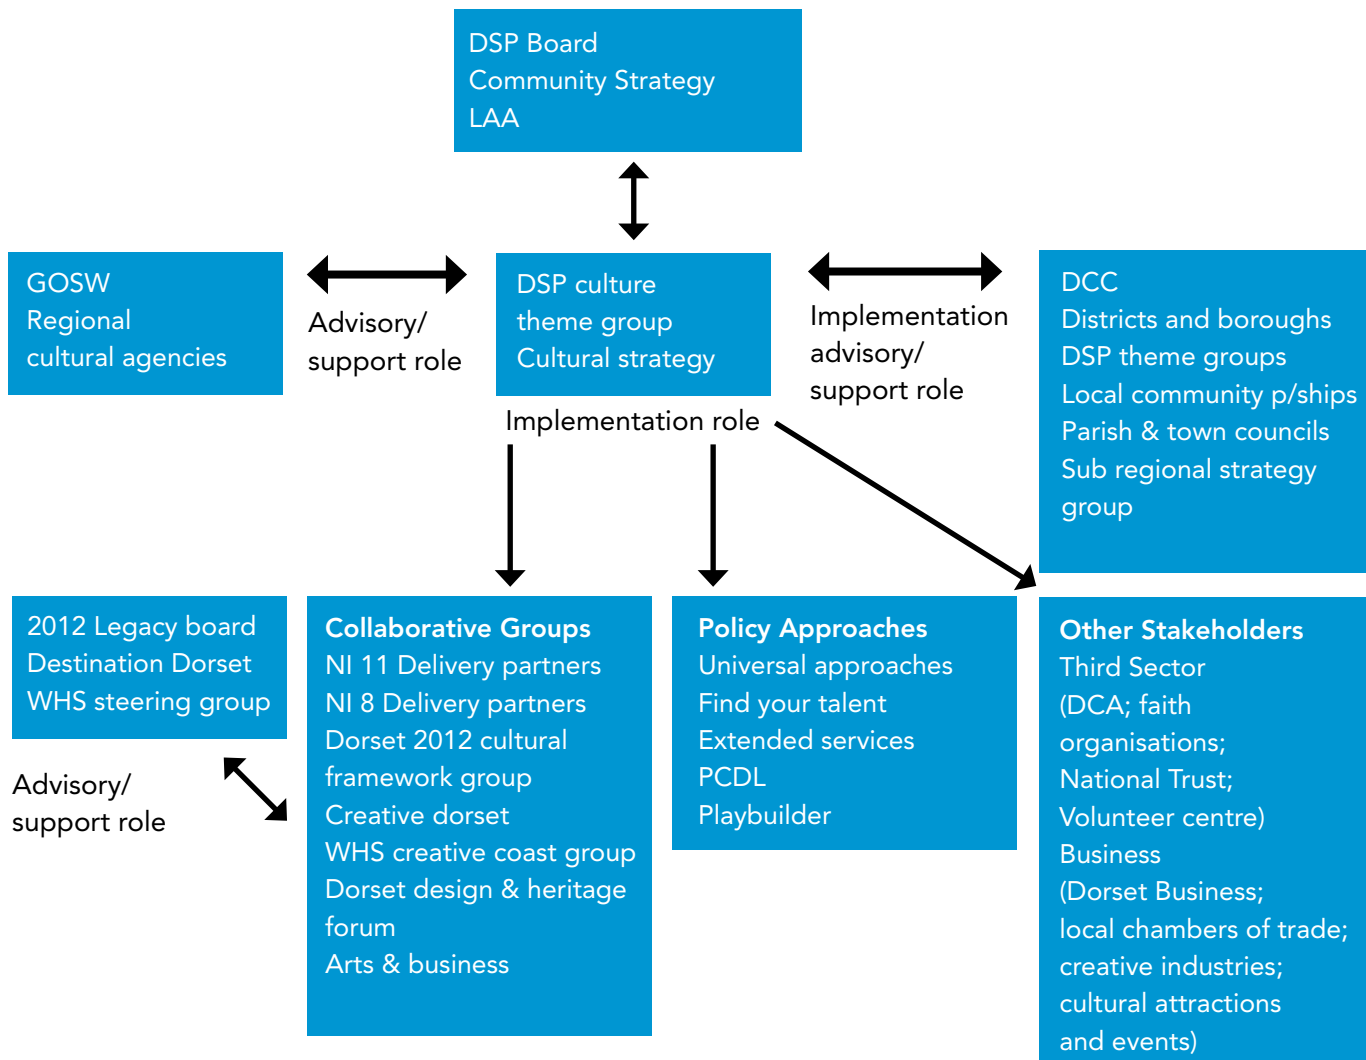 DSP Board
Community Strategy
LAA
GOSW
Regional
cultural agencies
Advisory/
support role
DSP culture
theme group
Cultural strategy
Implementation
advisory/
support role
DCC
Districts and boroughs
DSP theme groups
Local community p/ships
Parish & town councils
Sub regional strategy
group
Implementation role
2012 Legacy board
Destination Dorset
WHS steering group
Advisory/
support role
Collaborative Groups
NI 11 Delivery partners
NI 8 Delivery partners
Dorset 2012 cultural
framework group
Creative dorset
WHS creative coast group
Dorset design & heritage
forum
Arts & business
Policy Approaches
Universal approaches
Find your talent
Extended services
PCDL
Playbuilder
Other Stakeholders
Third Sector
(DCA; faith
organisations;
National Trust;
Volunteer centre)
Business
(Dorset Business;
local chambers of trade;
creative industries;
cultural attractions
and events)